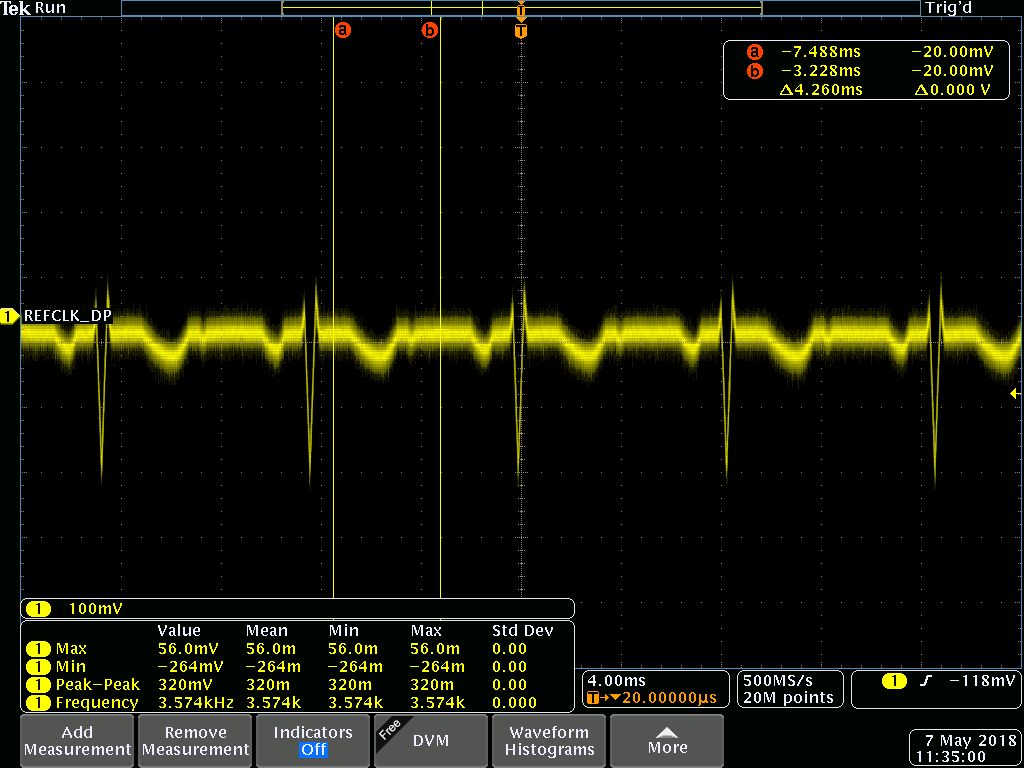 Tek Run Trig'd
T
a b T
a −7.488ms −20.00mV
b −3.228ms −20.00mV
Δ4.260ms Δ0.000 V
1 REFCLK_DP
1 100mV
Value Mean Min Max Std Dev
1 Max 56.0mV 56.0m 56.0m 56.0m 0.00
1 Min −264mV −264m −264m −264m 0.00
1 Peak−Peak 320mV 320m 320m 320m 0.00
1 Frequency 3.574kHz 3.574k 3.574k 3.574k 0.000
4.00ms
T→▼20.00000µs
500MS/s
20M points
1 −118mV
Add
Measurement
Remove
Measurement
Indicators
Off
Free
DVM
Waveform
Histograms
More
7 May 2018
11:35:00